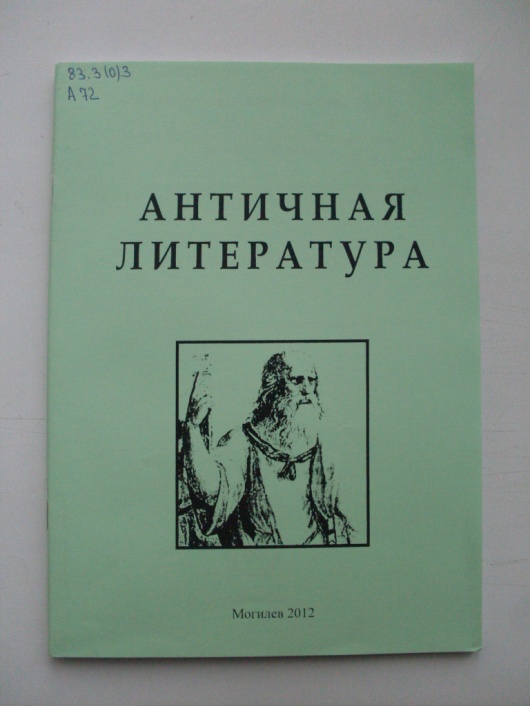 83.3(0)3
А 72
АНТИЧНАЯ
ЛИТЕРАТУРА
Могилев 2012